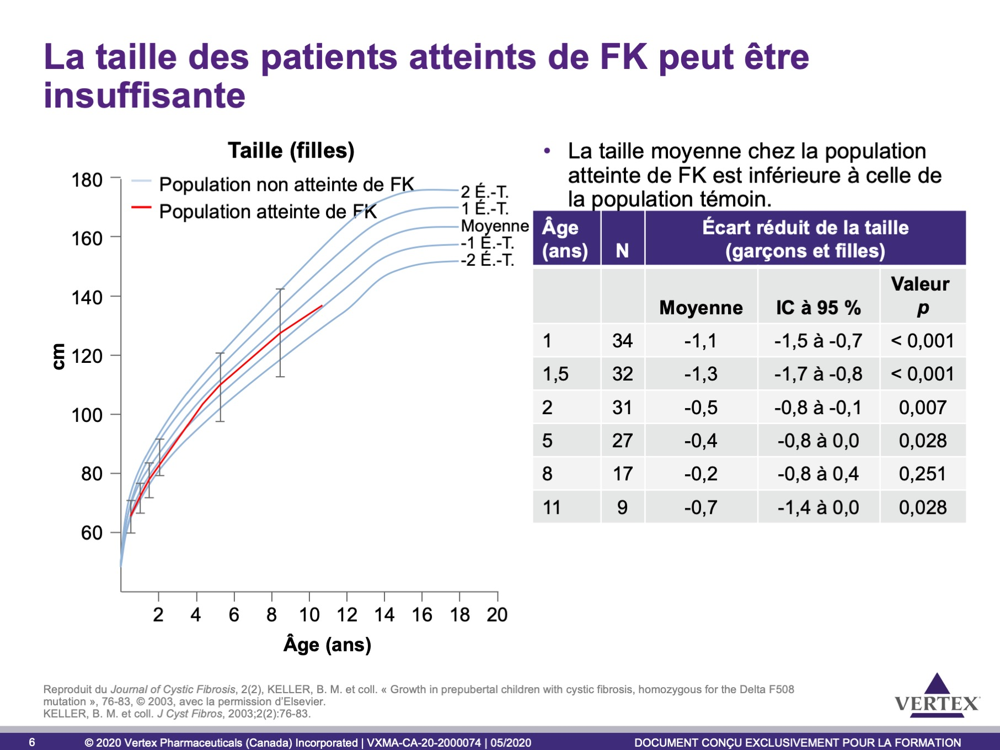 La taille des patients atteints de FK peut être
insuffisante
Taille (filles)
Population non atteinte de FK
Population atteinte de FK
2 É.-T.
1 É.-T.
Moyenne
-1 É.-T.
-2 É.-T.
180
160
140
120
100
80
60
cm
2 4 6 8 10 12 14 16 18 20
Âge (ans)
• La taille moyenne chez la population
atteinte de FK est inférieure à celle de
la population témoin.
Âge (ans) N Écart réduit de la taille (garçons et filles)
Moyenne IC à 95 % Valeur p
1 34 -1,1 -1,5 à -0,7 < 0,001
1,5 32 -1,3 -1,7 à -0,8 < 0,001
2 31 -0,5 -0,8 à -0,1 0,007
5 27 -0,4 -0,8 à 0,0 0,028
8 17 -0,2 -0,8 à 0,4 0,251
11 9 -0,7 -1,4 à 0,0 0,028
Reproduit du Journal of Cystic Fibrosis, 2(2), KELLER, B. M. et coll. « Growth in prepubertal children with cystic fibrosis, homozygous for the Delta F508
mutation », 76-83, © 2003, avec la permission d’Elsevier.
KELLER, B. M. et coll. J Cyst Fibros, 2003;2(2):76-83.
VERTEX
6 © 2020 Vertex Pharmaceuticals (Canada) Incorporated | VXMA-CA-20-2000074 | 05/2020 DOCUMENT CONÇU EXCLUSIVEMENT POUR LA FORMATION